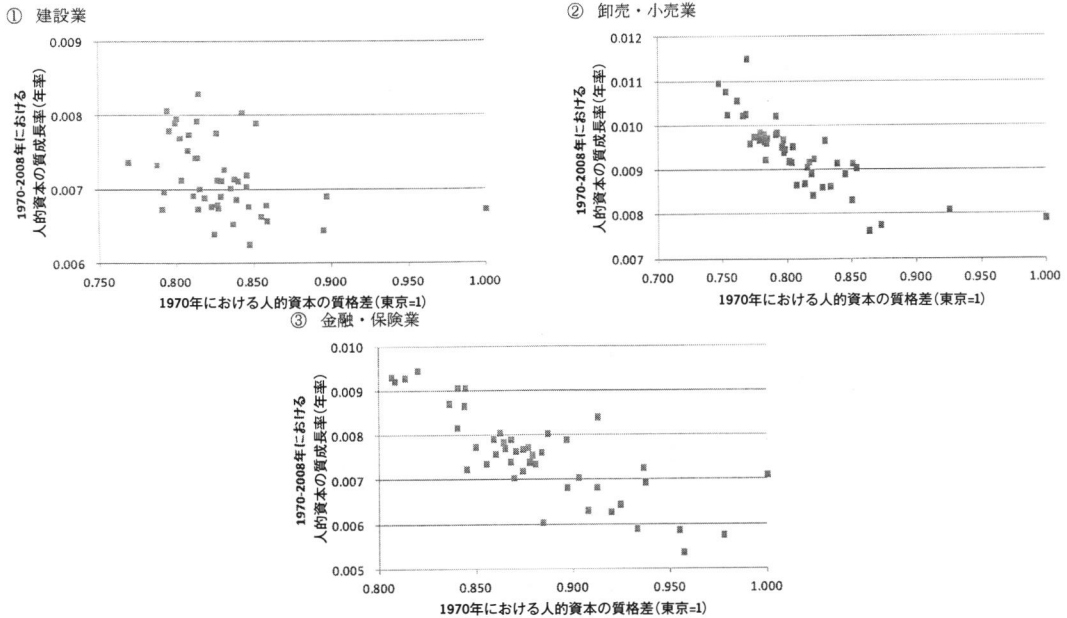 ① 建設業
0.009
0.008
0.007
0.006
1970-2008年における
人的資本の質成長率(年率)
0.750 0.800 0.850 0.900 0.950 1.000
1970年における人的資本の質格差(東京=1)
② 卸売・小売業
0.012
0.011
0.010
0.009
0.008
0.007
1970-2008年における
人的資本の質成長率(年率)
0.700 0.750 0.800 0.850 0.900 0.950 1.000
1970年における人的資本の質格差(東京=1)
③ 金融・保険業
0.010
0.009
0.008
0.007
0.006
0.005
1970-2008年における
人的資本の質成長率(年率)
0.800 0.850 0.900 0.950 1.000
1970年における人的資本の質格差(東京=1)